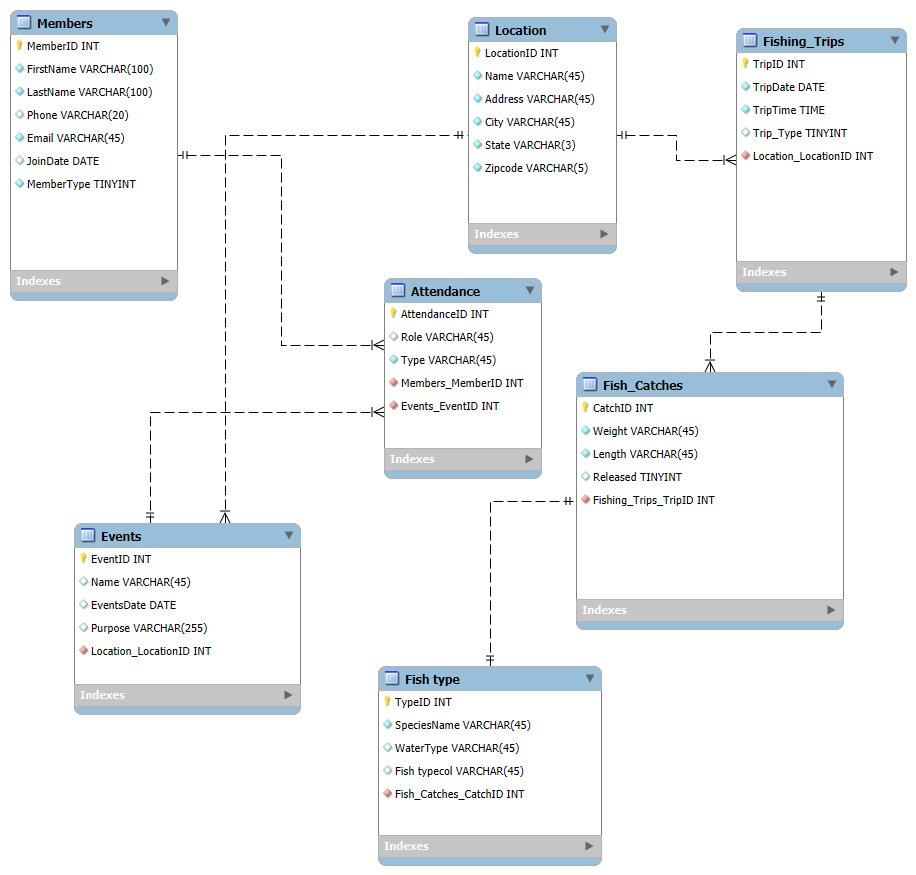 Members
MemberID INT
FirstName VARCHAR(100)
LastName VARCHAR(100)
Phone VARCHAR(20)
Email VARCHAR(45)
JoinDate DATE
MemberType TINYINT
Indexes
Location
LocationID INT
Name VARCHAR(45)
Address VARCHAR(45)
City VARCHAR(45)
State VARCHAR(3)
Zipcode VARCHAR(5)
Indexes
Fishing_Trips
TripID INT
TripDate DATE
TripTime TIME
Trip_Type TINYINT
Location_LocationID INT
Indexes
Attendance
AttendanceID INT
Role VARCHAR(45)
Type VARCHAR(45)
Members_MemberID INT
Events_EventID INT
Indexes
Fish_Catches
CatchID INT
Weight VARCHAR(45)
Length VARCHAR(45)
Released TINYINT
Fishing_Trips_TripID INT
Indexes
Events
EventID INT
Name VARCHAR(45)
EventsDate DATE
Purpose VARCHAR(255)
Location_LocationID INT
Indexes
Fish type
TypeID INT
SpeciesName VARCHAR(45)
WaterType VARCHAR(45)
Fish typecol VARCHAR(45)
Fish_Catches_CatchID INT
Indexes